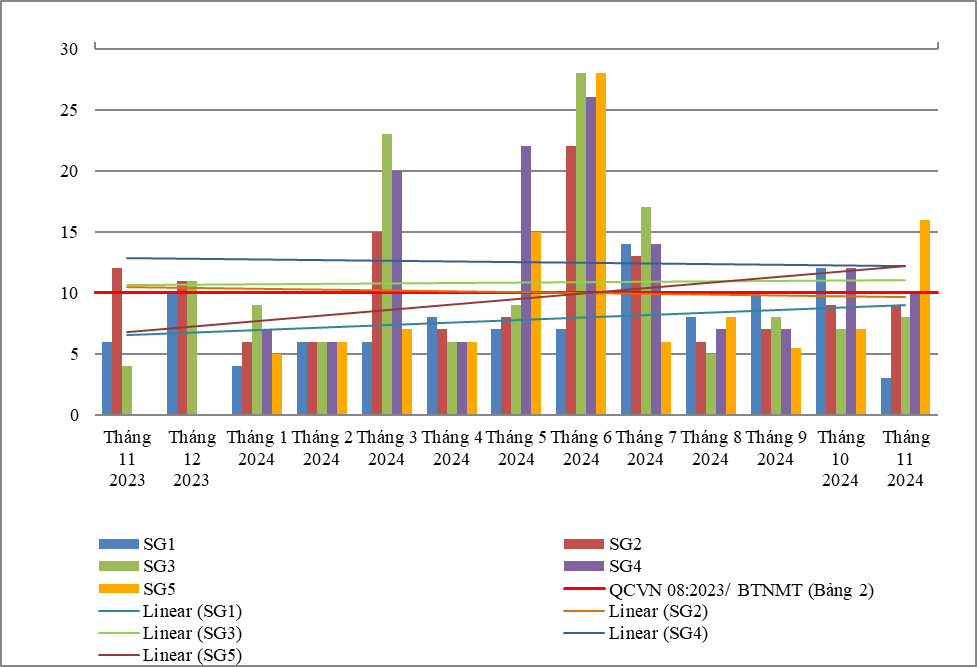 30
25
20
15
10
5
0
Tháng 11 2023
Tháng 12 2023
Tháng 1 2024
Tháng 2 2024
Tháng 3 2024
Tháng 4 2024
Tháng 5 2024
Tháng 6 2024
Tháng 7 2024
Tháng 8 2024
Tháng 9 2024
Tháng 10 2024
Tháng 11 2024
SG1
SG2
SG3
SG4
SG5
QCVN 08:2023/ BTNMT (Bảng 2)
Linear (SG1)
Linear (SG2)
Linear (SG3)
Linear (SG4)
Linear (SG5)